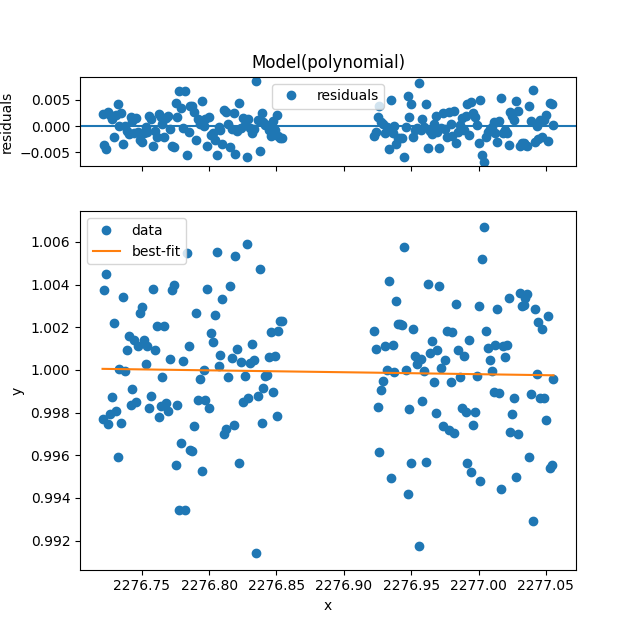 Model(polynomial)
residuals
0.005
0.000
−0.005
residuals
data
best-fit
y
1.006
1.004
1.002
1.000
0.998
0.996
0.994
0.992
2276.75 2276.80 2276.85 2276.90 2276.95 2277.00 2277.05
x